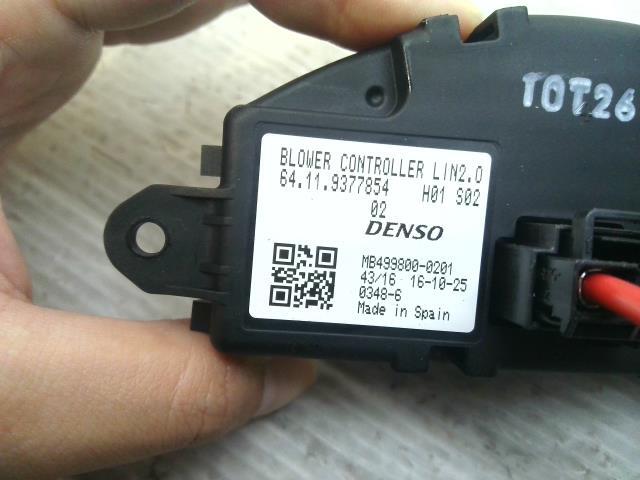 TOT26
BLOWER CONTROLLER LIN2.0
64.11.9377854 H01 S02
02
DENSO
MB499800-0201
43/16 16-10-25
0348-6
Made in Spain